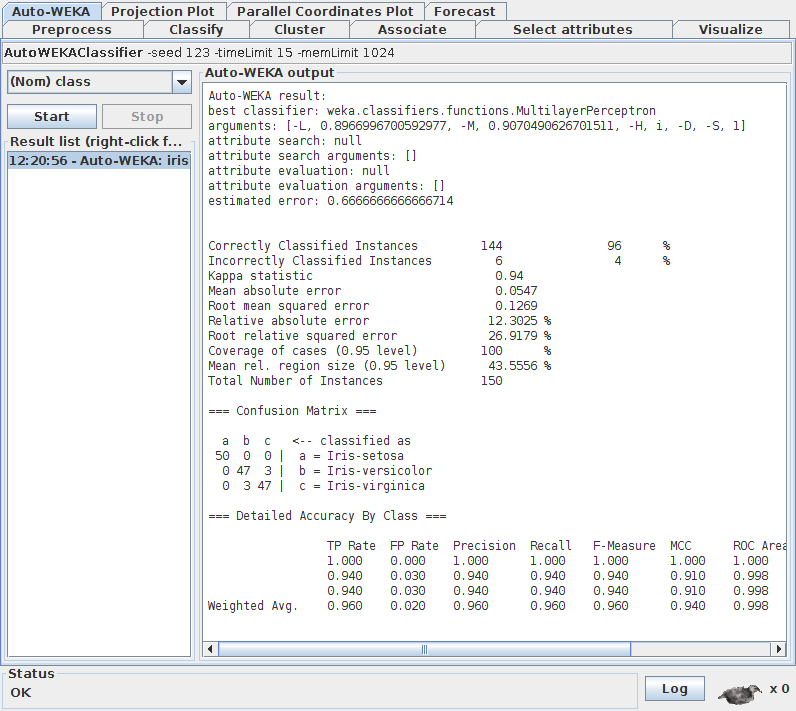 Auto-WEKA Projection Plot Parallel Coordinates Plot Forecast
Preprocess Classify Cluster Associate Select attributes Visualize
AutoWEKAClassifier -seed 123 -timeLimit 15 -memLimit 1024
(Nom) class
Start Stop
Result list (right-click f...
12:20:56 - Auto-WEKA: iris
Auto-WEKA output
Auto-WEKA result:
best classifier: weka.classifiers.functions.MultilayerPerceptron
arguments: [-L, 0.8966996700592977, -M, 0.9070490626701511, -H, i, -D, -S, 1]
attribute search: null
attribute search arguments: []
attribute evaluation: null
attribute evaluation arguments: []
estimated error: 0.6666666666666714
Correctly Classified Instances 144 96 %
Incorrectly Classified Instances 6 4 %
Kappa statistic 0.94
Mean absolute error 0.0547
Root mean squared error 0.1269
Relative absolute error 12.3025 %
Root relative squared error 26.9179 %
Coverage of cases (0.95 level) 100 %
Mean rel. region size (0.95 level) 43.5556 %
Total Number of Instances 150
=== Confusion Matrix ===
a b c <-- classified as
50 0 0 | a = Iris-setosa
0 47 3 | b = Iris-versicolor
0 3 47 | c = Iris-virginica
=== Detailed Accuracy By Class ===
TP Rate FP Rate Precision Recall F-Measure MCC ROC Area
1.000 0.000 1.000 1.000 1.000 1.000 1.000
0.940 0.030 0.940 0.940 0.940 0.910 0.998
0.940 0.030 0.940 0.940 0.940 0.910 0.998
Weighted Avg. 0.960 0.020 0.960 0.960 0.960 0.940 0.998
Status
OK
Log x 0